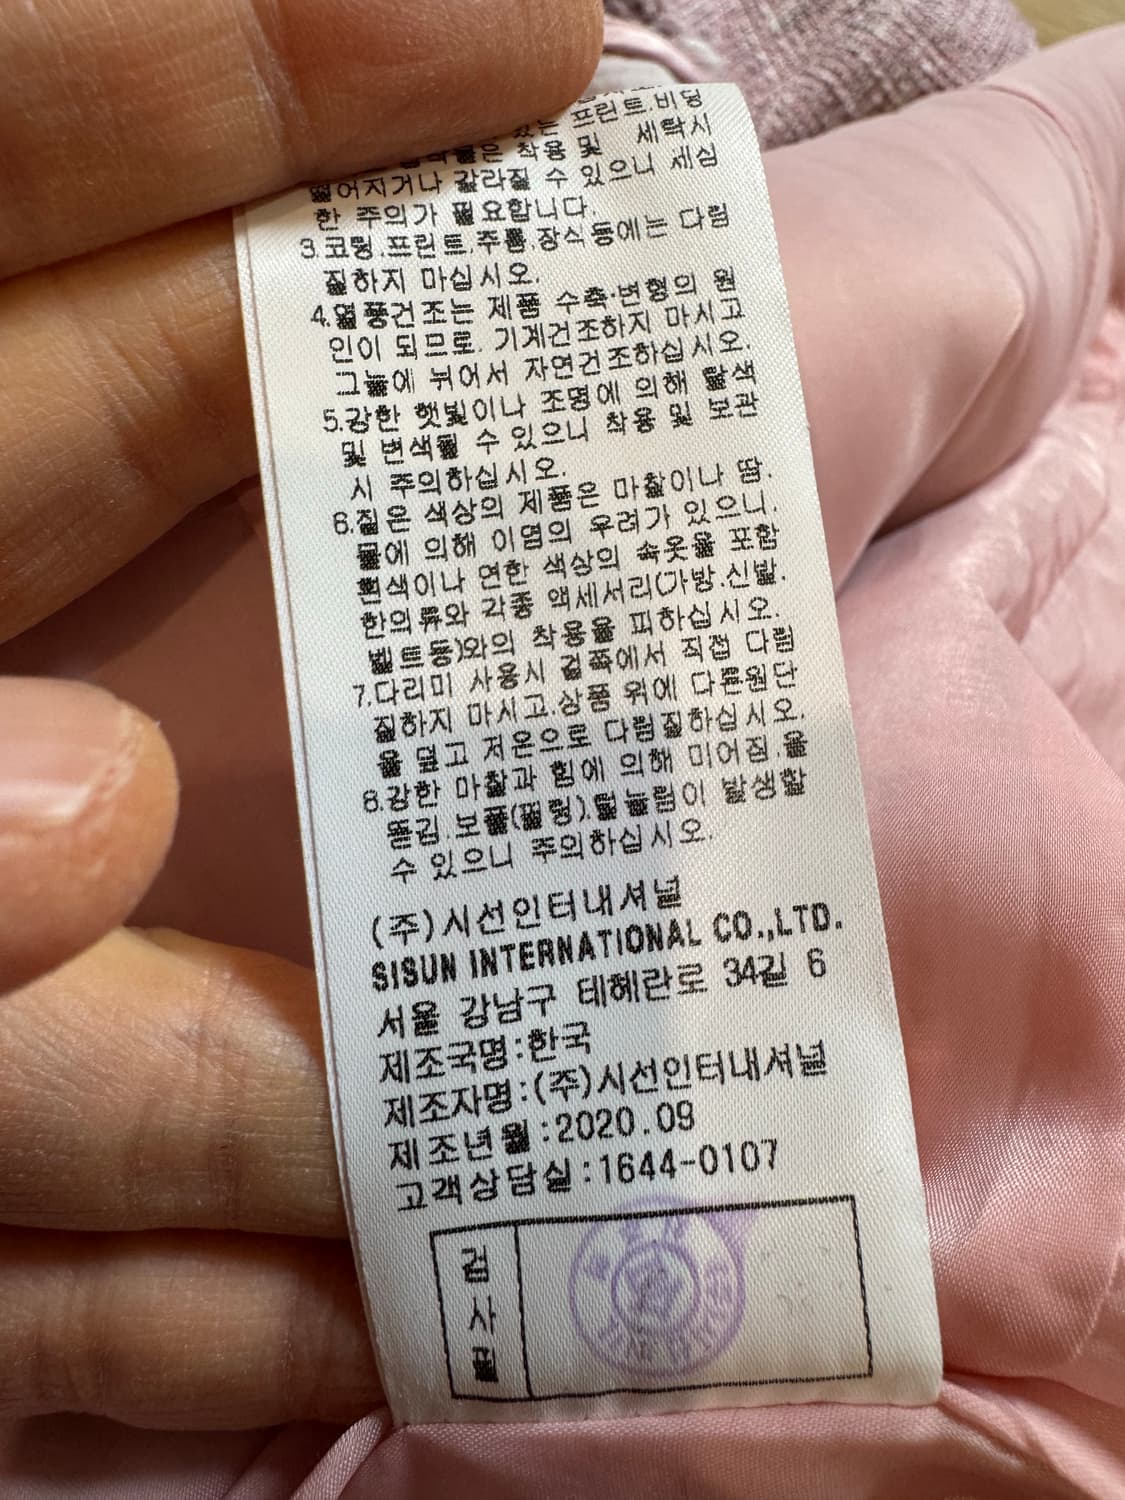 있는 프린트.비딩
은 착용 및 세탁시
떨어지거나 갈라질 수 있으니 세심
한 주의가 필요합니다.
3.코팅.프린트.주름.장식등에는 다림
질하지 마십시오.
4.열풍건조는 제품 수축·변형의 원
인이 되므로, 기계건조하지 마시고
그늘에 뉘어서 자연건조하십시오.
5.강한 햇빛이나 조명에 의해 탈색
및 변색될 수 있으니 착용 및 보관
시 주의하십시오.
6.짙은 색상의 제품은 마찰이나 땀.
물에 의해 이염의 우려가 있으니.
흰색이나 연한 색상의 속옷을 포함
한의류와 각종 액세서리(가방.신발.
벨트등)와의 착용을 피하십시오.
7.다리미 사용시 겉쪽에서 직접 다림
질하지 마시고.상품 위에 다른원단
을 덮고 저온으로 다림질하십시오.
8.강한 마찰과 힘에 의해 미어짐.올
뜯김.보풀(필링).털눌림이 발생할
수 있으니 주의하십시오.
(주)시선인터내셔널
SISUN INTERNATIONAL CO.,LTD.
서울 강남구 테헤란로 34길 6
제조국명:한국
제조자명:(주)시선인터내셔널
제조년월:2020.09
고객상담실:1644-0107
검사필